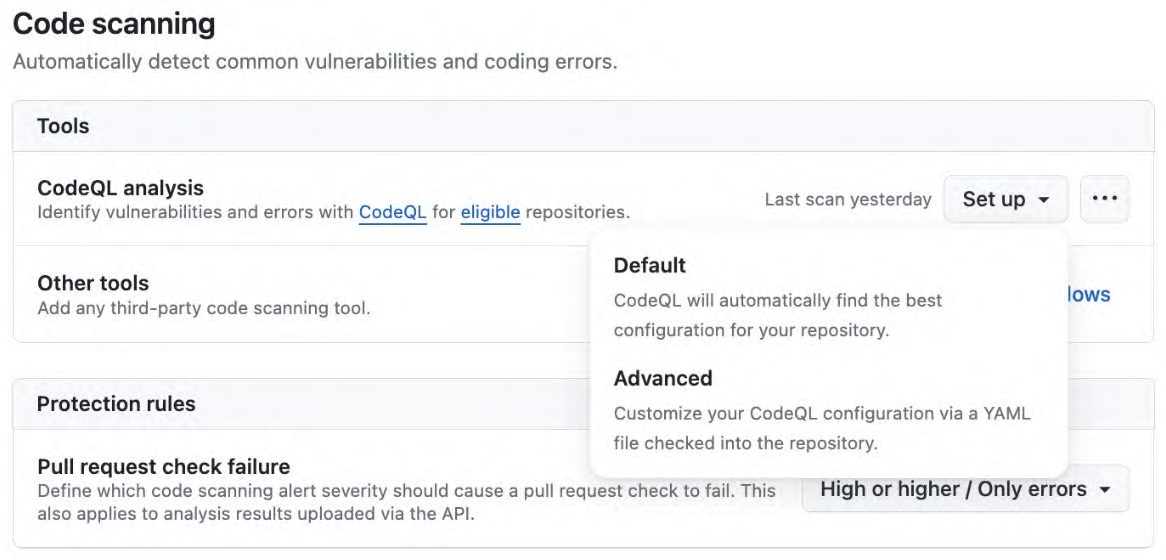 Code scanning
Automatically detect common vulnerabilities and coding errors.
Tools
CodeQL analysis
Identify vulnerabilities and errors with CodeQL for eligible repositories.
Last scan yesterday
Set up
Default
CodeQL will automatically find the best
configuration for your repository.
Advanced
Customize your CodeQL configuration via a YAML
file checked into the repository.
Other tools
Add any third-party code scanning tool.
Protection rules
Pull request check failure
Define which code scanning alert severity should cause a pull request check to fail. This
also applies to analysis results uploaded via the API.
High or higher / Only errors